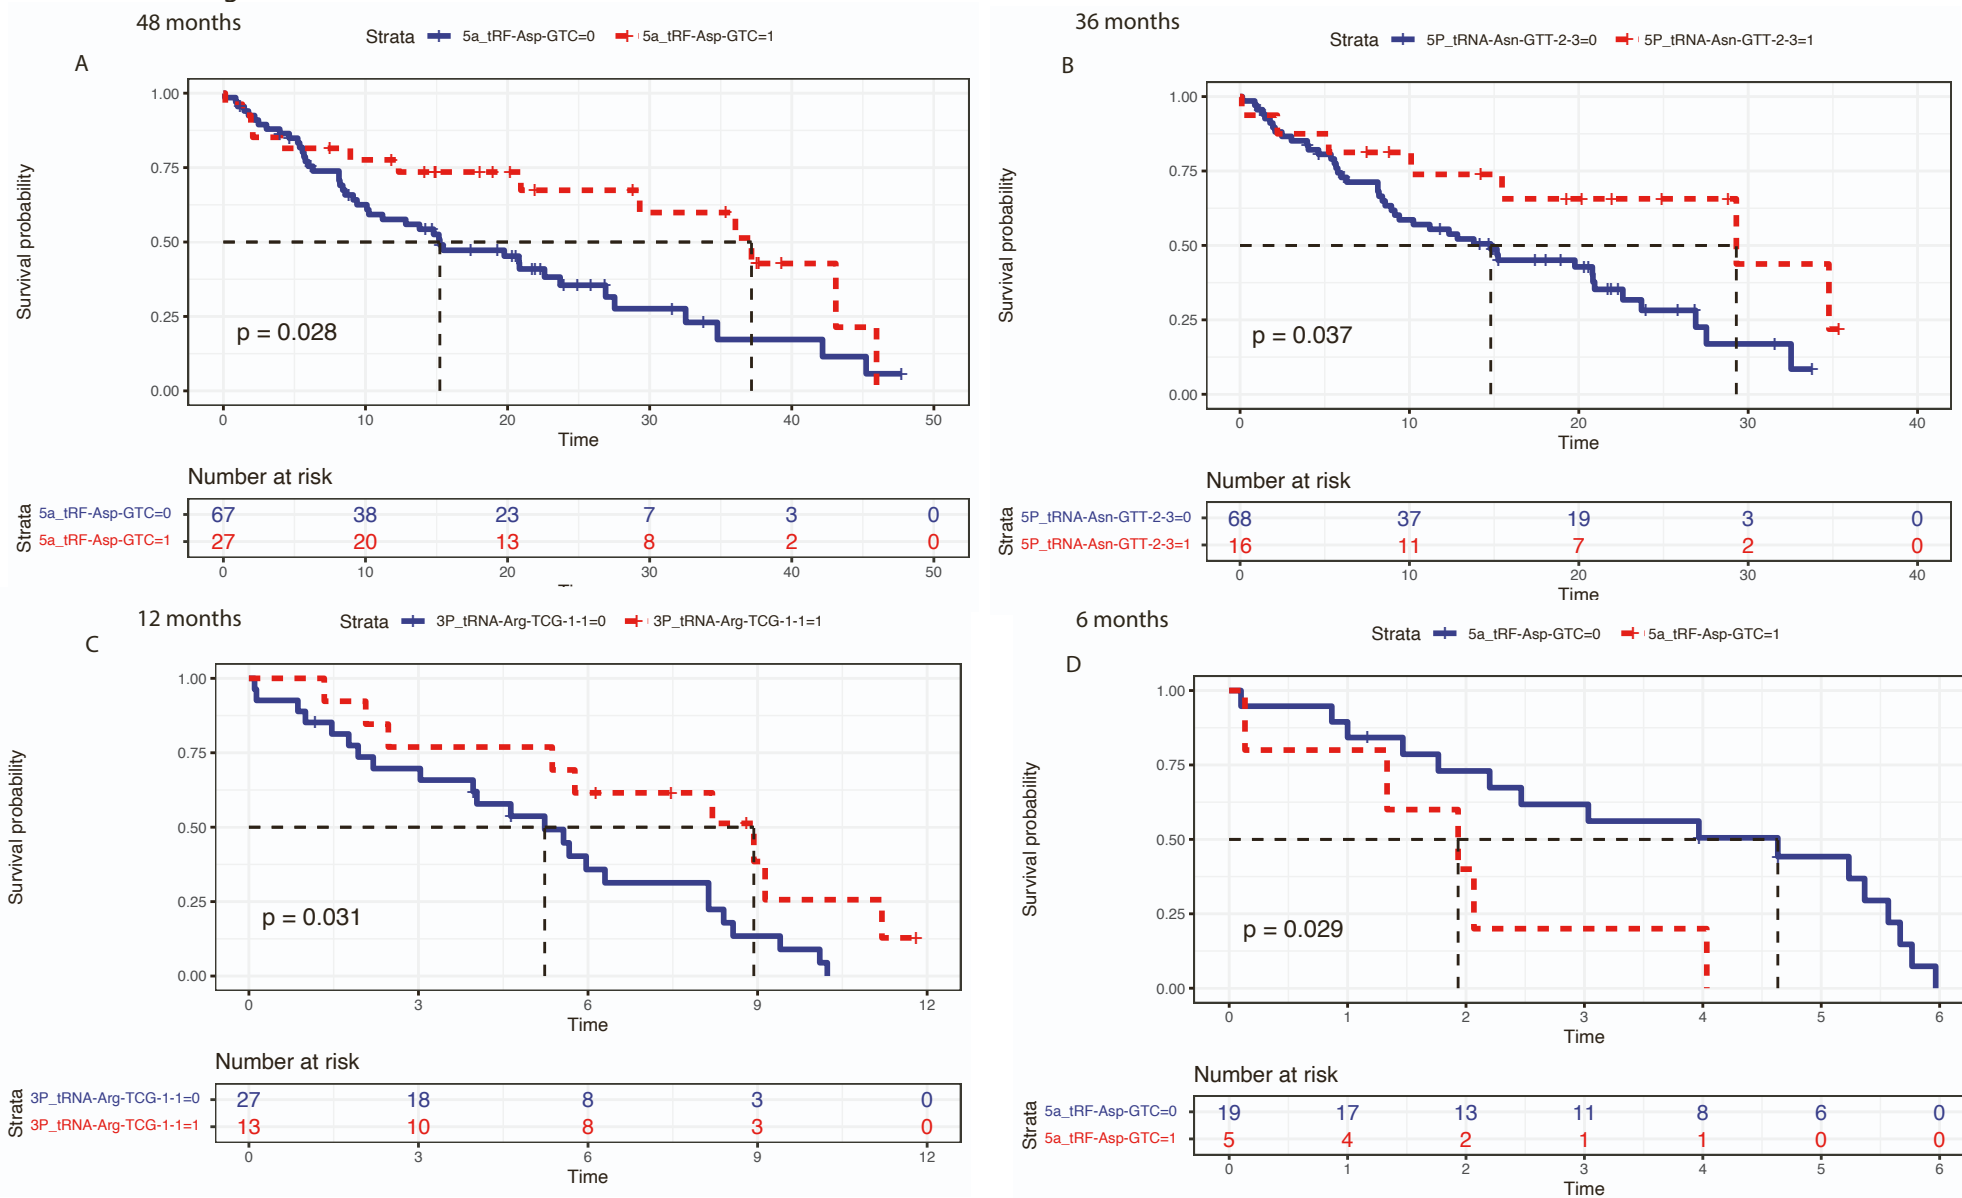 48 months
Strata 5a_tRF-Asp-GTC=0 5a_tRF-Asp-GTC=1
A
Survival probability
1.00
0.75
0.50
0.25
0.00
p = 0.028
0 10 20 30 40 50
Time
Number at risk
Strata
5a_tRF-Asp-GTC=0 67 38 23 7 3 0
5a_tRF-Asp-GTC=1 27 20 13 8 2 0
0 10 20 30 40 50
36 months
Strata 5P_tRNA-Asn-GTT-2-3=0 5P_tRNA-Asn-GTT-2-3=1
B
Survival probability
1.00
0.75
0.50
0.25
0.00
p = 0.037
0 10 20 30 40
Time
Number at risk
Strata
5P_tRNA-Asn-GTT-2-3=0 68 37 19 3 0
5P_tRNA-Asn-GTT-2-3=1 16 11 7 2 0
0 10 20 30 40
Time
12 months
Strata 3P_tRNA-Arg-TCG-1-1=0 3P_tRNA-Arg-TCG-1-1=1
C
Survival probability
1.00
0.75
0.50
0.25
0.00
p = 0.031
0 3 6 9 12
Time
Number at risk
Strata
3P_tRNA-Arg-TCG-1-1=0 27 18 8 3 0
3P_tRNA-Arg-TCG-1-1=1 13 10 8 3 0
0 3 6 9 12
Time
6 months
Strata 5a_tRF-Asp-GTC=0 5a_tRF-Asp-GTC=1
D
Survival probability
1.00
0.75
0.50
0.25
0.00
p = 0.029
0 1 2 3 4 5 6
Time
Number at risk
Strata
5a_tRF-Asp-GTC=0 19 17 13 11 8 6 0
5a_tRF-Asp-GTC=1 5 4 2 1 1 0 0
0 1 2 3 4 5 6
Time